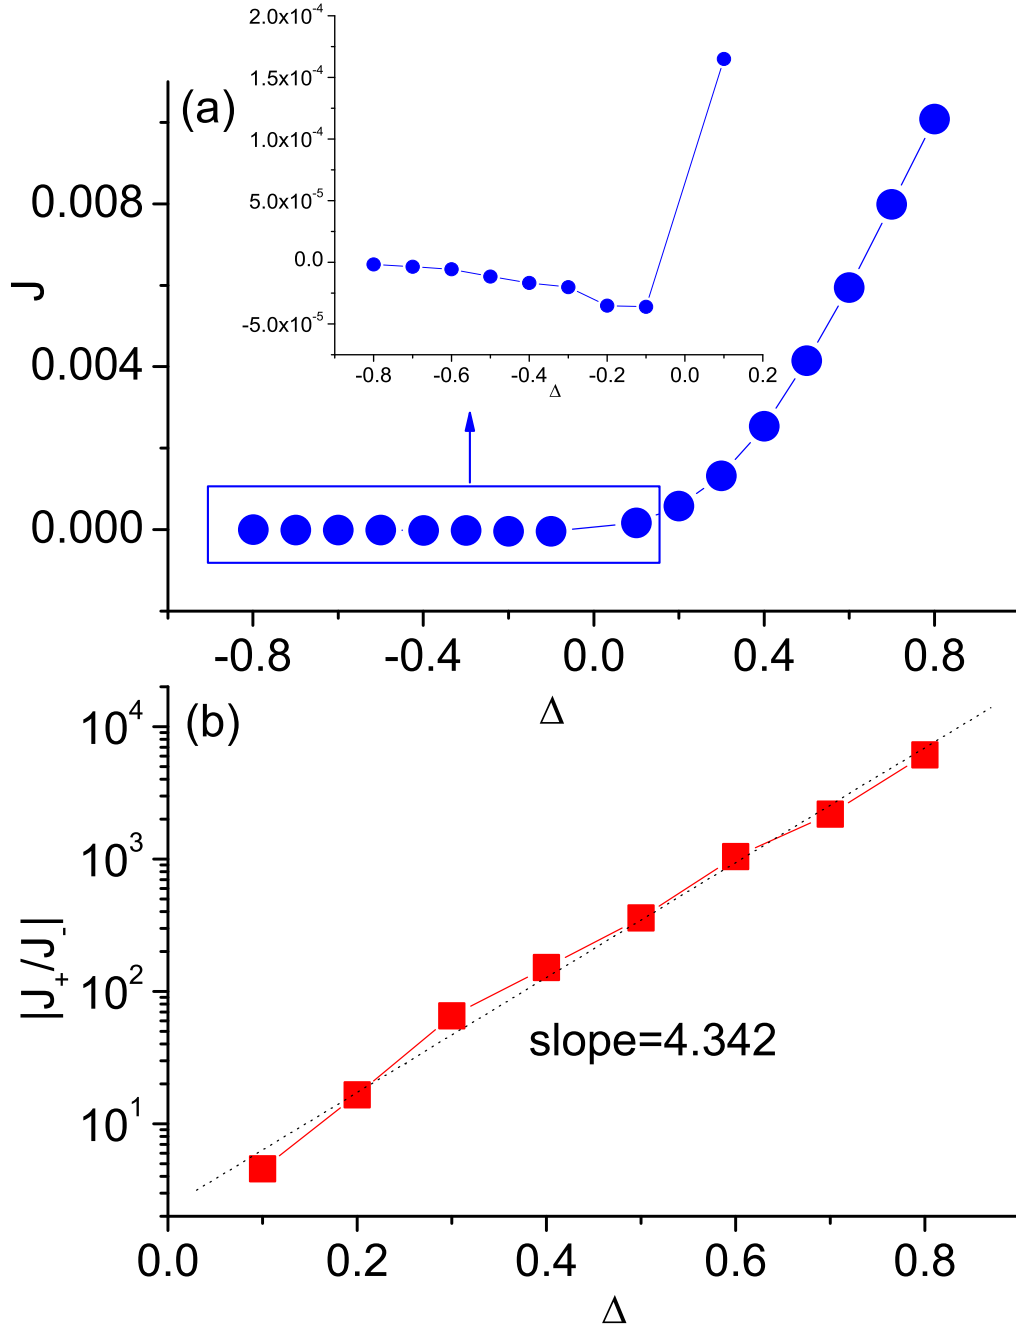 2.0x10⁻⁴
1.5x10⁻⁴
1.0x10⁻⁴
5.0x10⁻⁵
0.0
-5.0x10⁻⁵
-0.8 -0.6 -0.4 -0.2 0.0 0.2
Δ
(a)
0.008
0.004
0.000
J
-0.8 -0.4 0.0 0.4 0.8
Δ
(b)
10⁴
10³
10²
10¹
|J₊/J₋|
slope=4.342
0.0 0.2 0.4 0.6 0.8
Δ